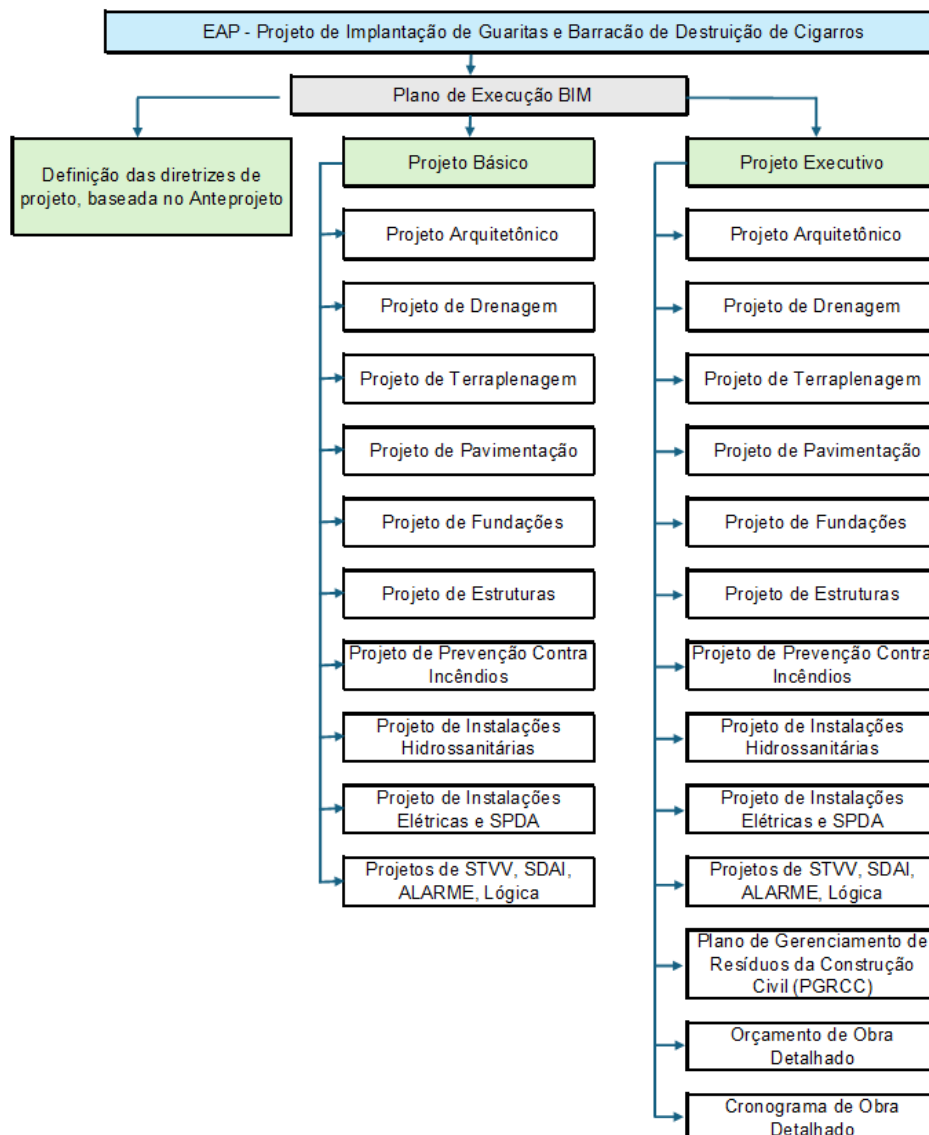 EAP - Projeto de Implantação de Guaritas e Barracão de Destruição de Cigarros
Plano de Execução BIM
Definição das diretrizes de
projeto, baseada no Anteprojeto
Projeto Básico
Projeto Arquitetônico
Projeto de Drenagem
Projeto de Terraplenagem
Projeto de Pavimentação
Projeto de Fundações
Projeto de Estruturas
Projeto de Prevenção Contra
Incêndios
Projeto de Instalações
Hidrossanitárias
Projeto de Instalações
Elétricas e SPDA
Projetos de STVV, SDAI,
ALARME, Lógica
Projeto Executivo
Projeto Arquitetônico
Projeto de Drenagem
Projeto de Terraplenagem
Projeto de Pavimentação
Projeto de Fundações
Projeto de Estruturas
Projeto de Prevenção Contra
Incêndios
Projeto de Instalações
Hidrossanitárias
Projeto de Instalações
Elétricas e SPDA
Projetos de STVV, SDAI,
ALARME, Lógica
Plano de Gerenciamento de
Resíduos da Construção
Civil (PGRCC)
Orçamento de Obra
Detalhado
Cronograma de Obra
Detalhado